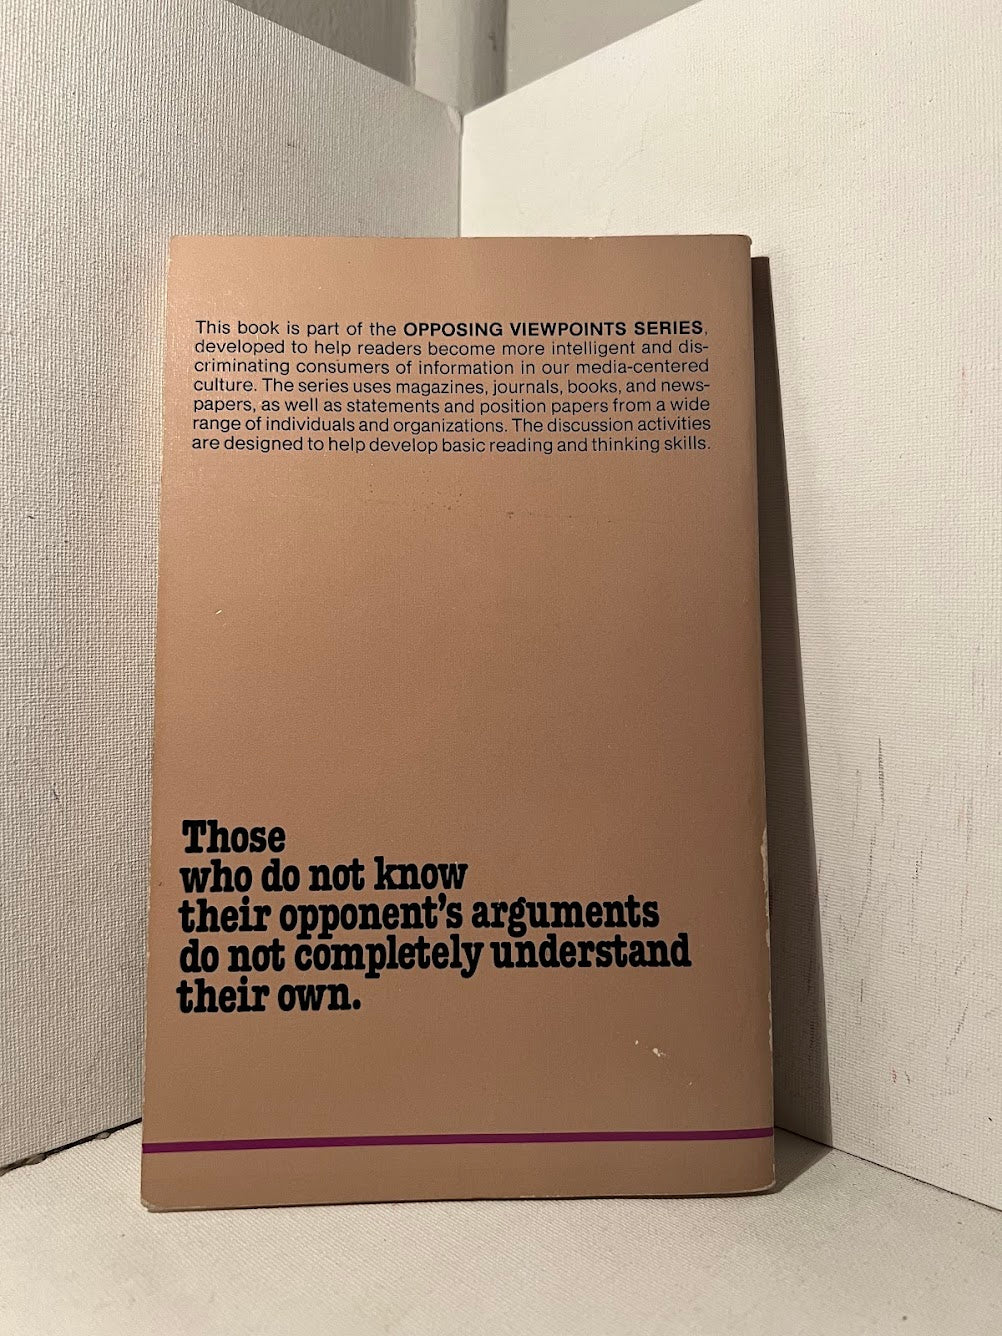 This book is part of the OPPOSING VIEWPOINTS SERIES,
developed to help readers become more intelligent and dis-
criminating consumers of information in our media-centered
culture. The series uses magazines, journals, books, and news-
papers, as well as statements and position papers from a wide
range of individuals and organizations. The discussion activities
are designed to help develop basic reading and thinking skills.
Those
who do not know
their opponent's arguments
do not completely understand
their own.